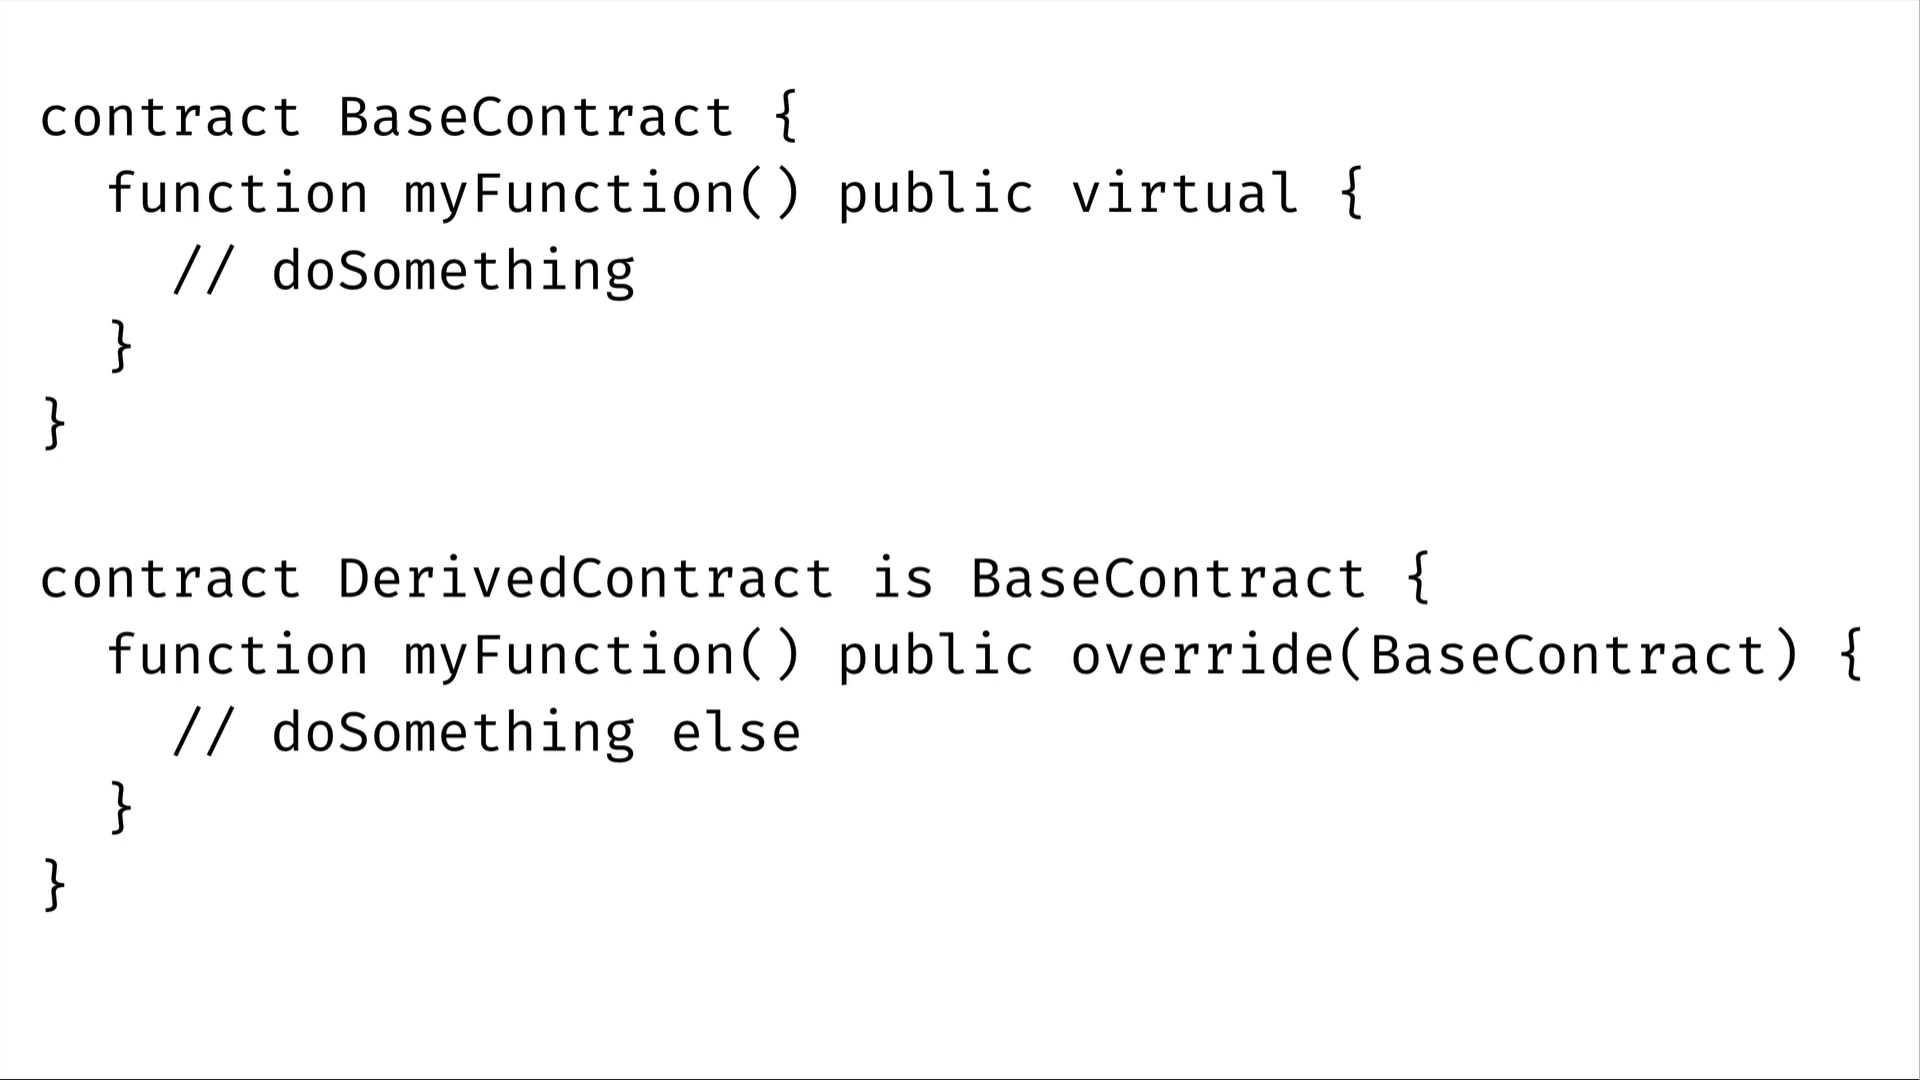 contract BaseContract {
  function myFunction() public virtual {
    // doSomething
  }
}

contract DerivedContract is BaseContract {
  function myFunction() public override(BaseContract) {
    // doSomething else
  }
}